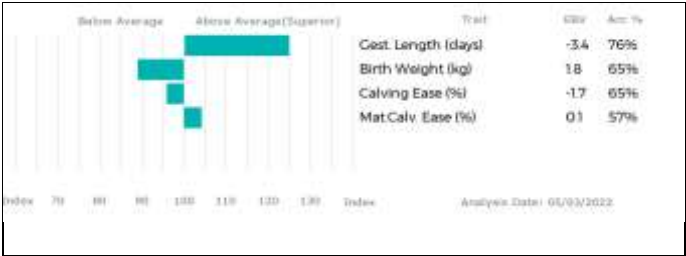 Below Average Above Average(Superior) Trait EBV Acc %
Gest. Length (days) -3.4 76%
Birth Weight (kg) 1.8 65%
Calving Ease (%) -1.7 65%
Mat.Calv. Ease (%) 0.1 57%
Index 70 80 90 100 110 120 130 Index Analysis Date: 05/03/2022